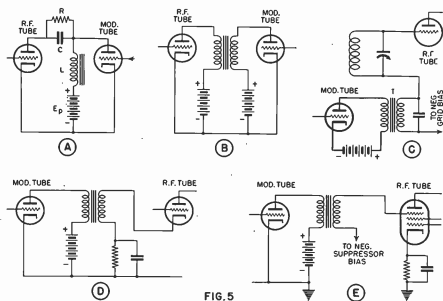 R.F. TUBE
R
C
MOD. TUBE
L
+
Ep
-
A
R.F. TUBE
MOD. TUBE
+
-
+
-
B
R.F. TUBE
MOD. TUBE
T
- +
TO NEG. GRID BIAS
C
MOD. TUBE
R.F. TUBE
+
-
D
MOD. TUBE
R.F. TUBE
+
-
TO NEG. SUPPRESSOR BIAS
E
FIG. 5